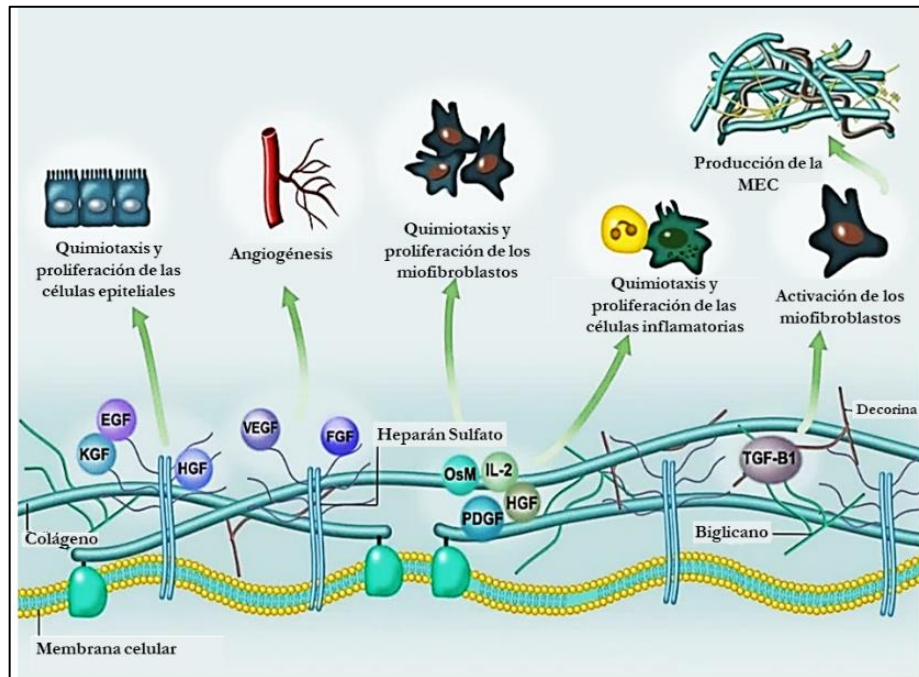 Producción de la
MEC
Quimiotaxis y
proliferación de las
células epiteliales
Angiogénesis
Quimiotaxis y
proliferación de los
miofibroblastos
Quimiotaxis y
proliferación de las
células inflamatorias
Activación de los
miofibroblastos
EGF
KGF
HGF
VEGF
FGF
Heparán Sulfato
OsM
IL-2
HGF
PDGF
Decorina
TGF-B1
Biglicano
Colágeno
Membrana celular